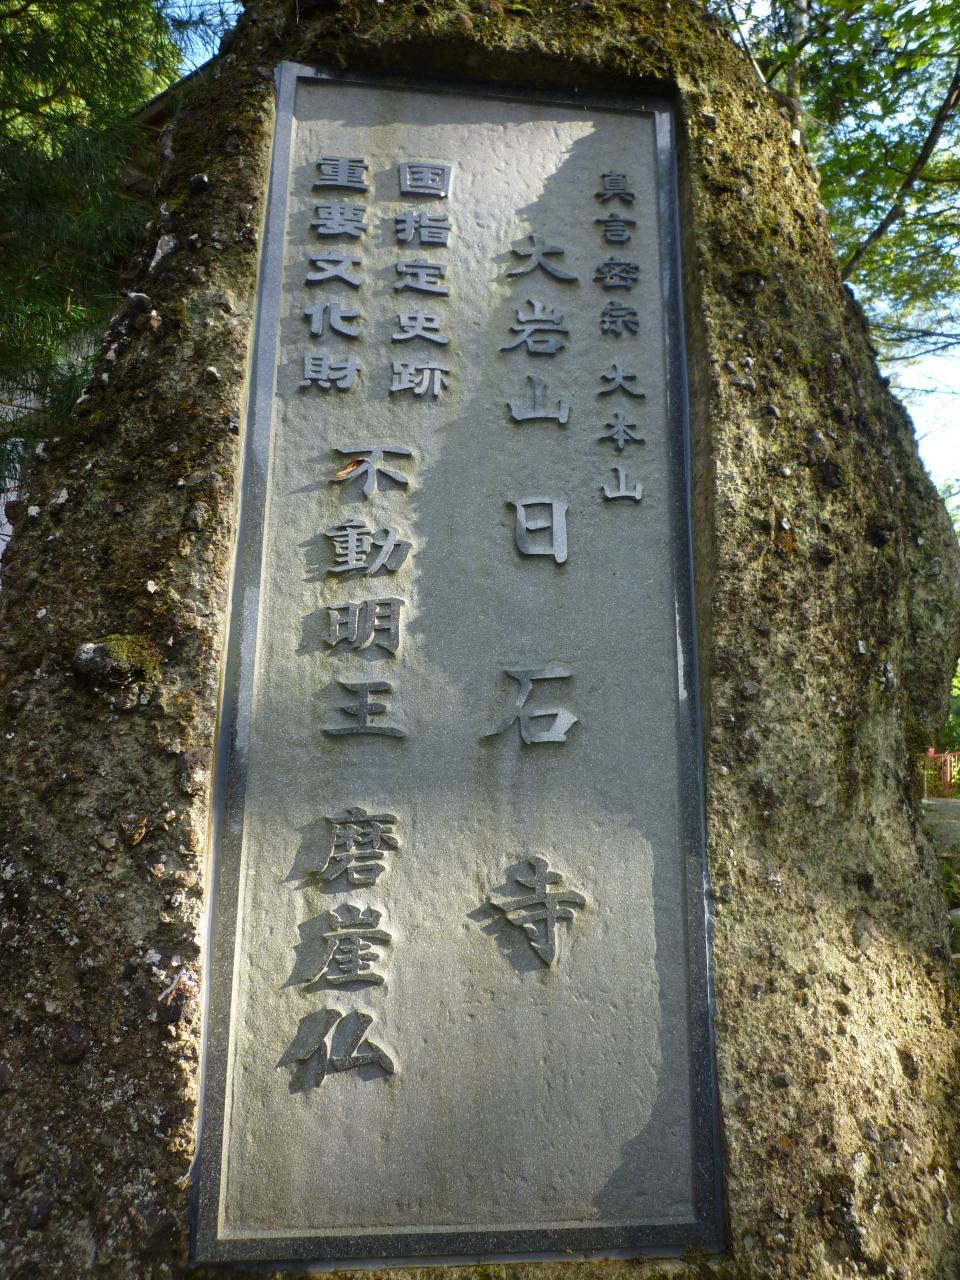 真言密宗 大本山
大岩山 日石寺
国指定史跡
重要文化財
不動明王 磨崖仏